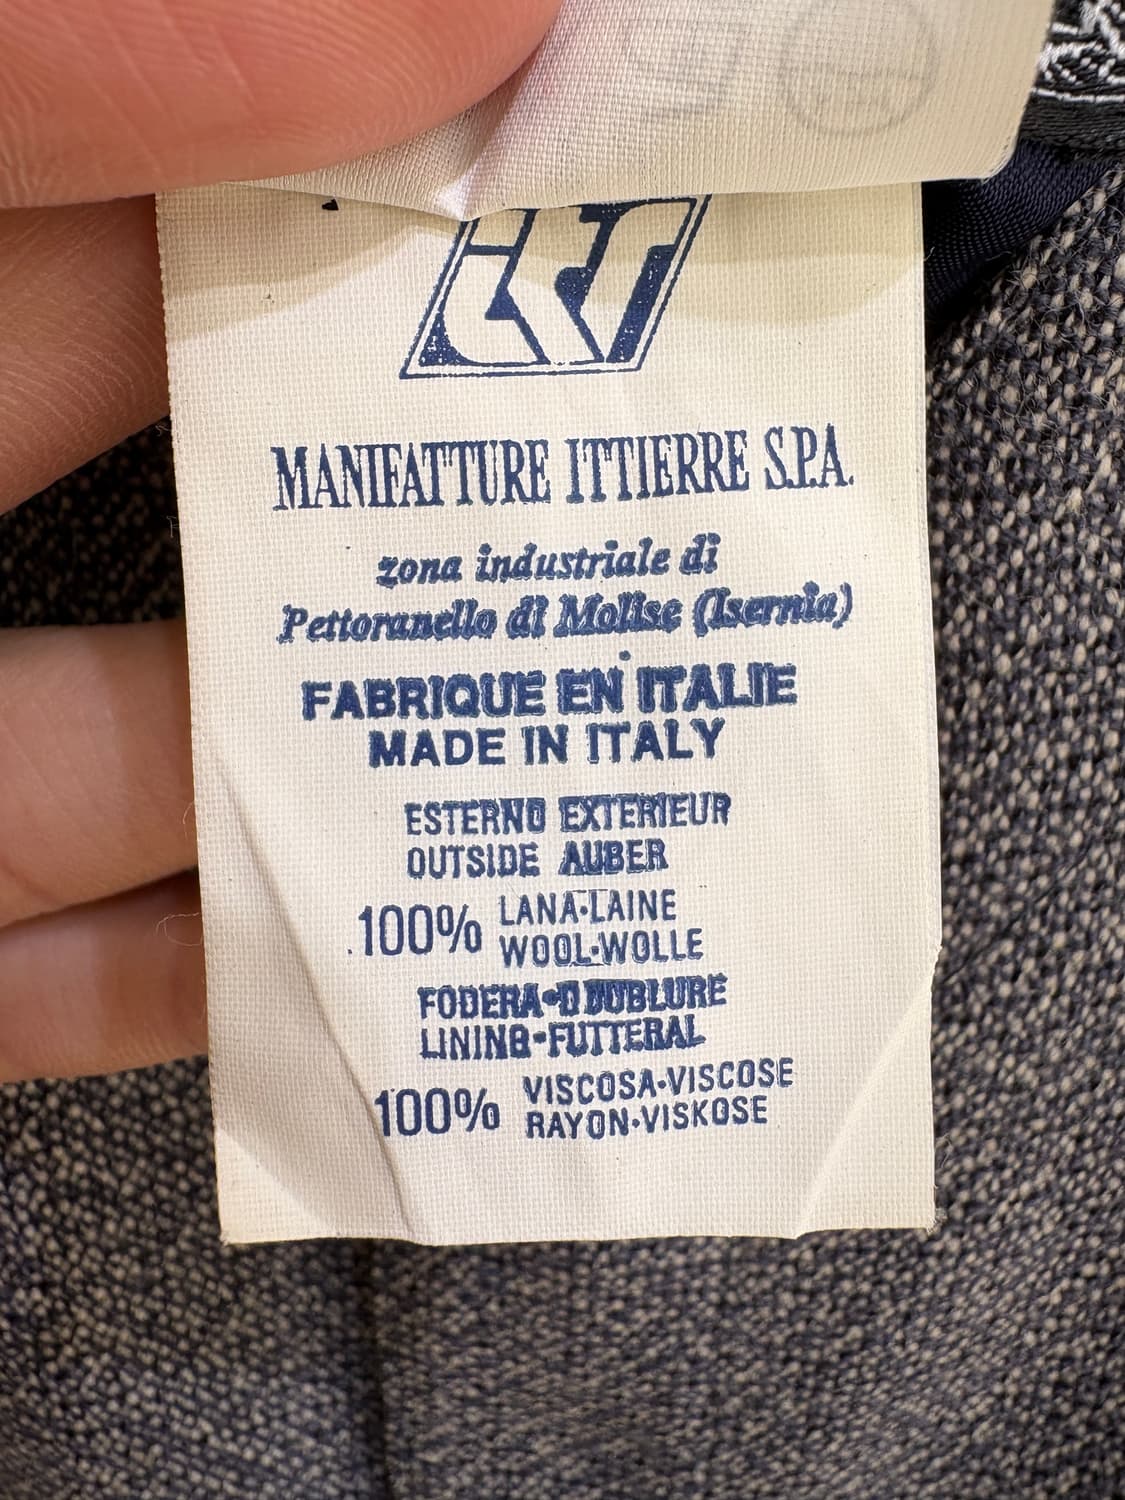 MANIFATTURE ITTIERRE S.P.A.
zona industriale di
Pettoranello di Molise (Isernia)
FABRIQUE EN ITALIE
MADE IN ITALY
ESTERNO EXTERIEUR
OUTSIDE AUBER
100% LANA•LAINE
WOOL•WOLLE
FODERA•DOUBLURE
LINING•FUTTERAL
100% VISCOSA•VISCOSE
RAYON•VISKOSE